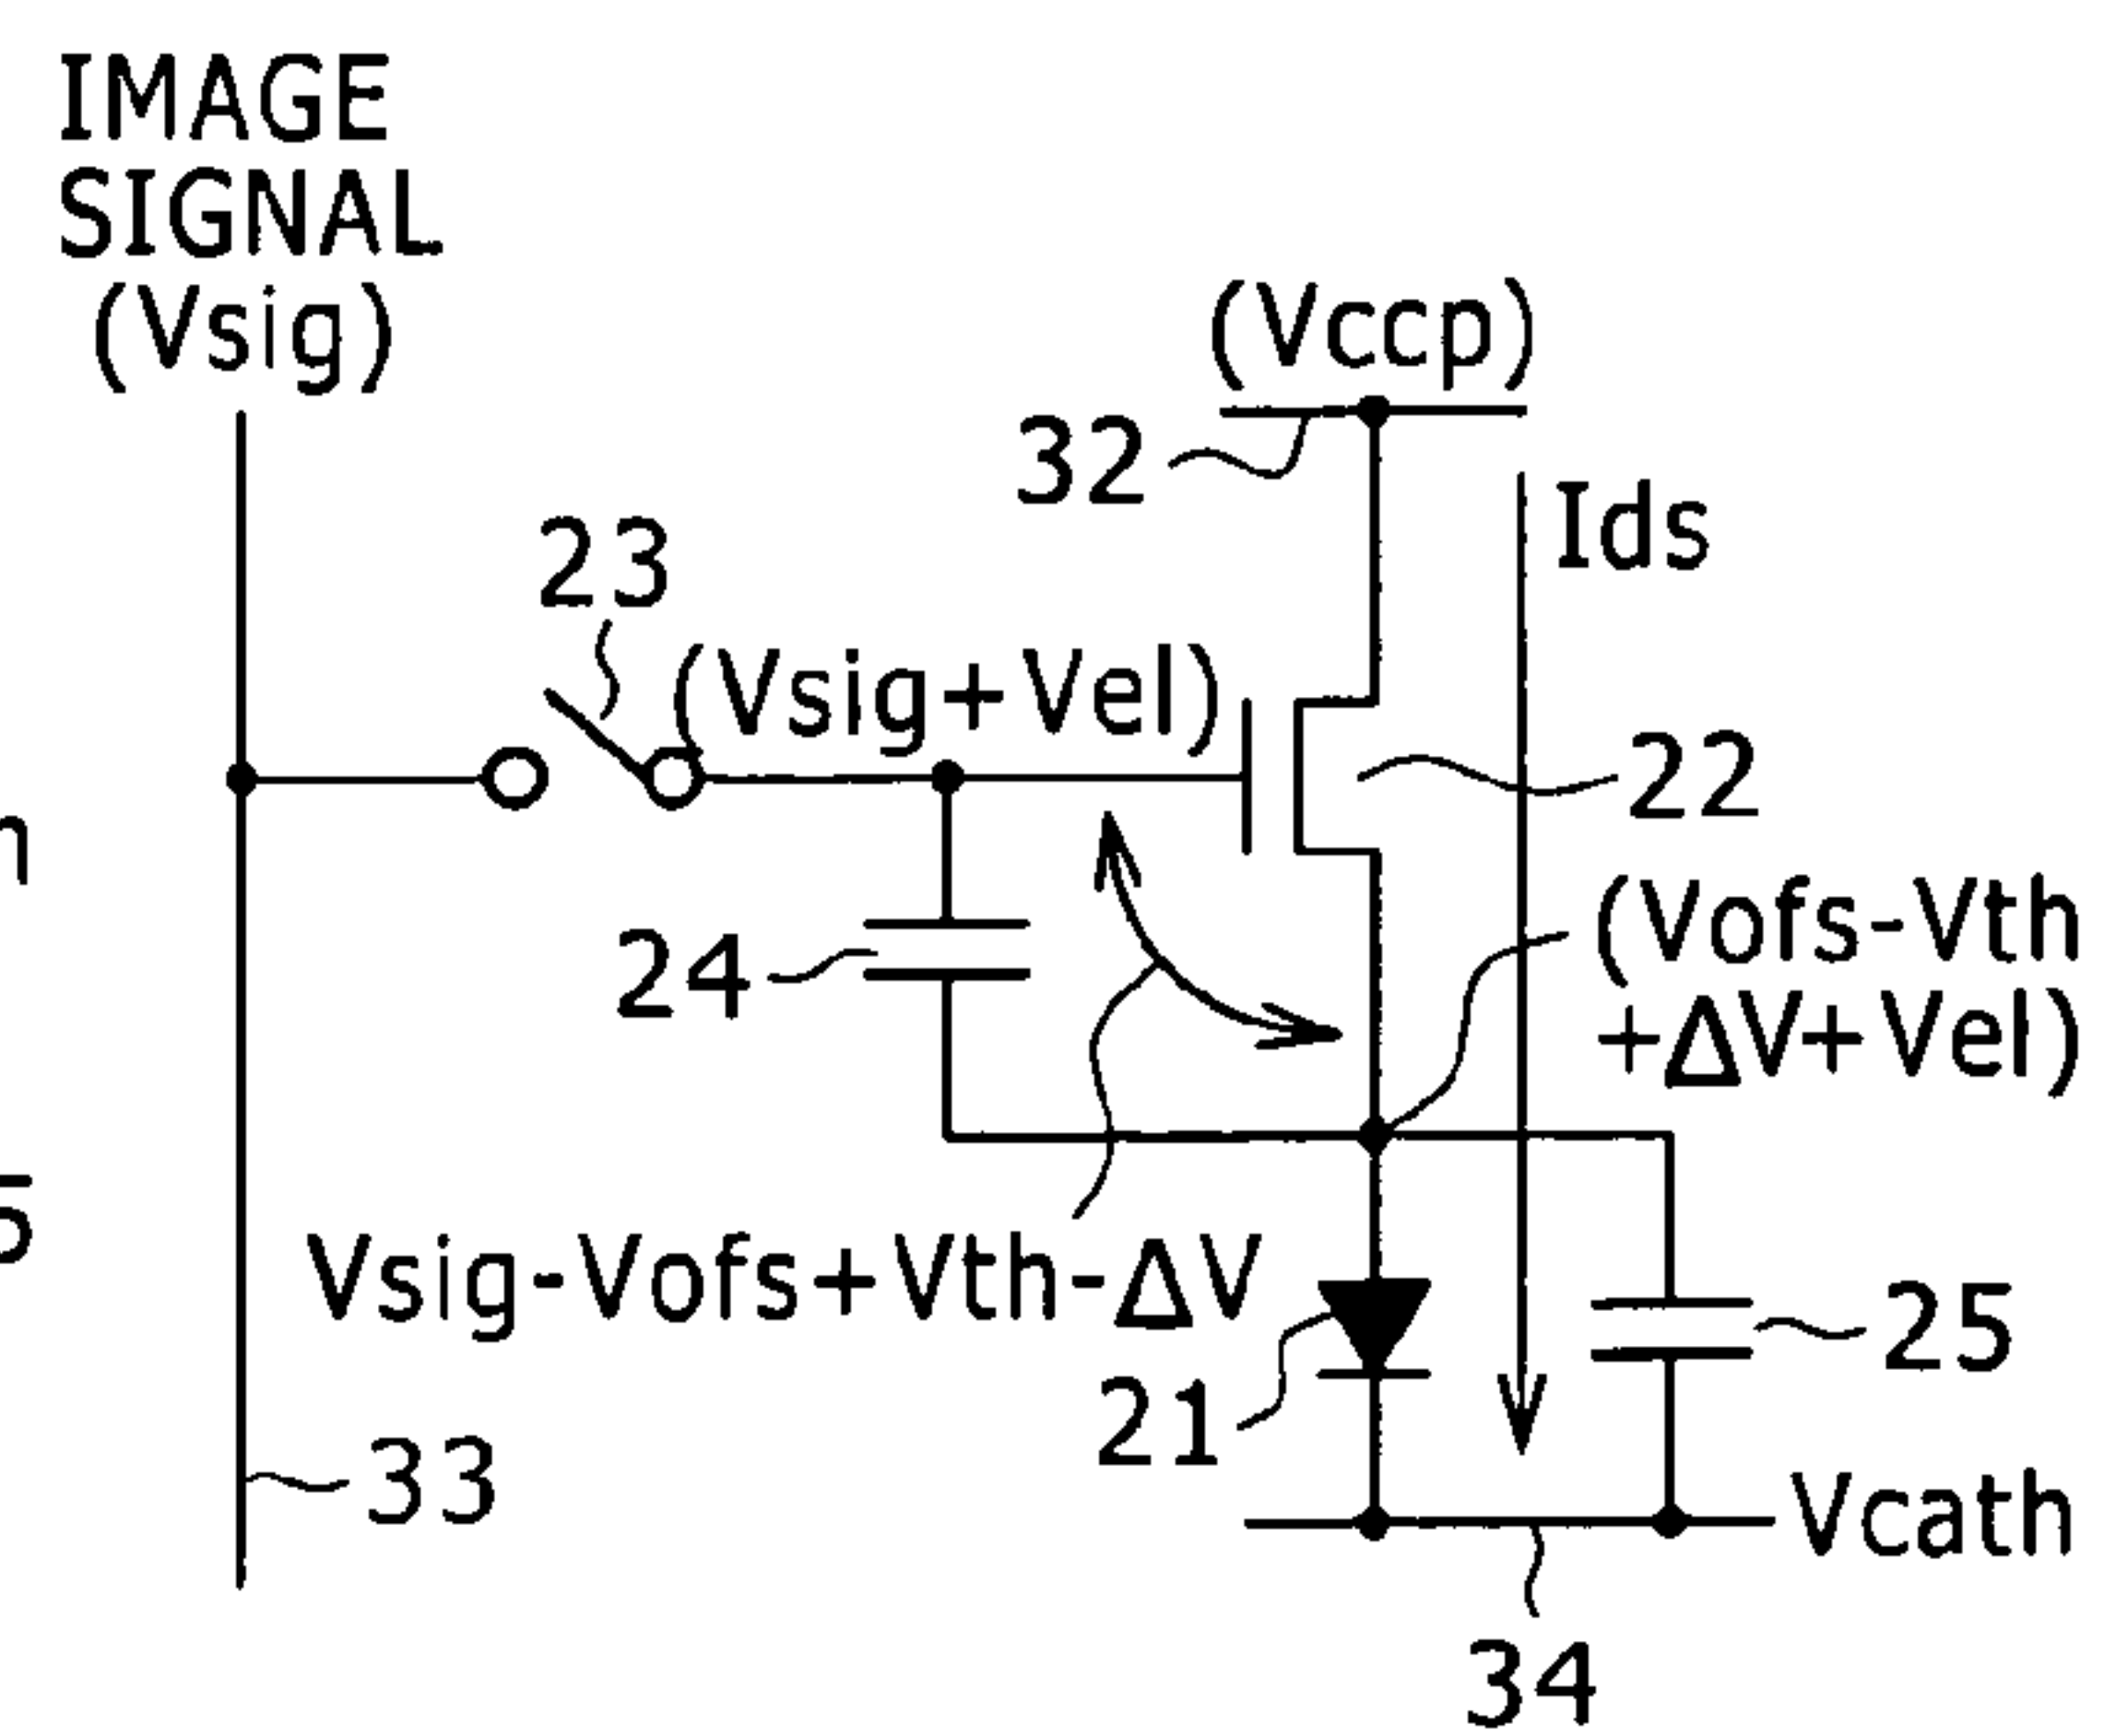 IMAGE
SIGNAL
(Vsig)
(Vccp)
32
Ids
23
(Vsig+Vel)
22
24
(Vofs-Vth
+ΔV+Vel)
Vsig-Vofs+Vth-ΔV
25
21
33
Vcath
34